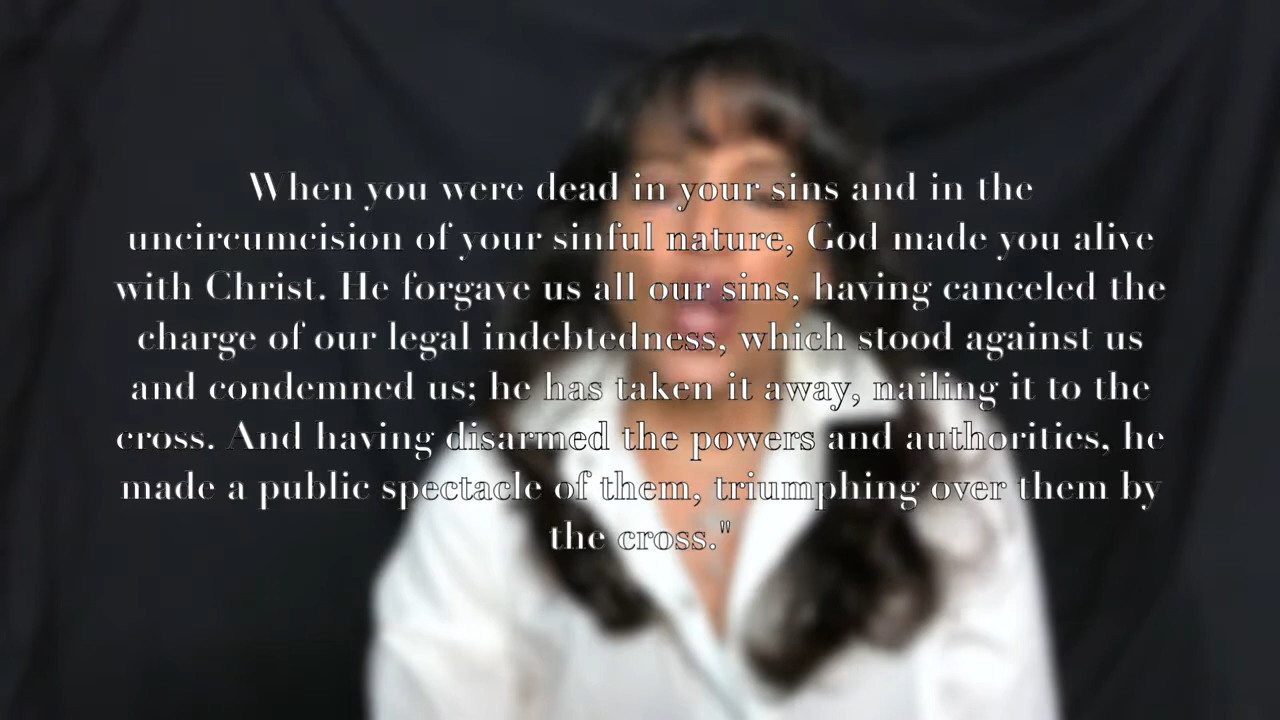 When you were dead in your sins and in the
uncircumcision of your sinful nature, God made you alive
with Christ. He forgave us all our sins, having canceled the
charge of our legal indebtedness, which stood against us
and condemned us; he has taken it away, nailing it to the
cross. And having disarmed the powers and authorities, he
made a public spectacle of them, triumphing over them by
the cross."